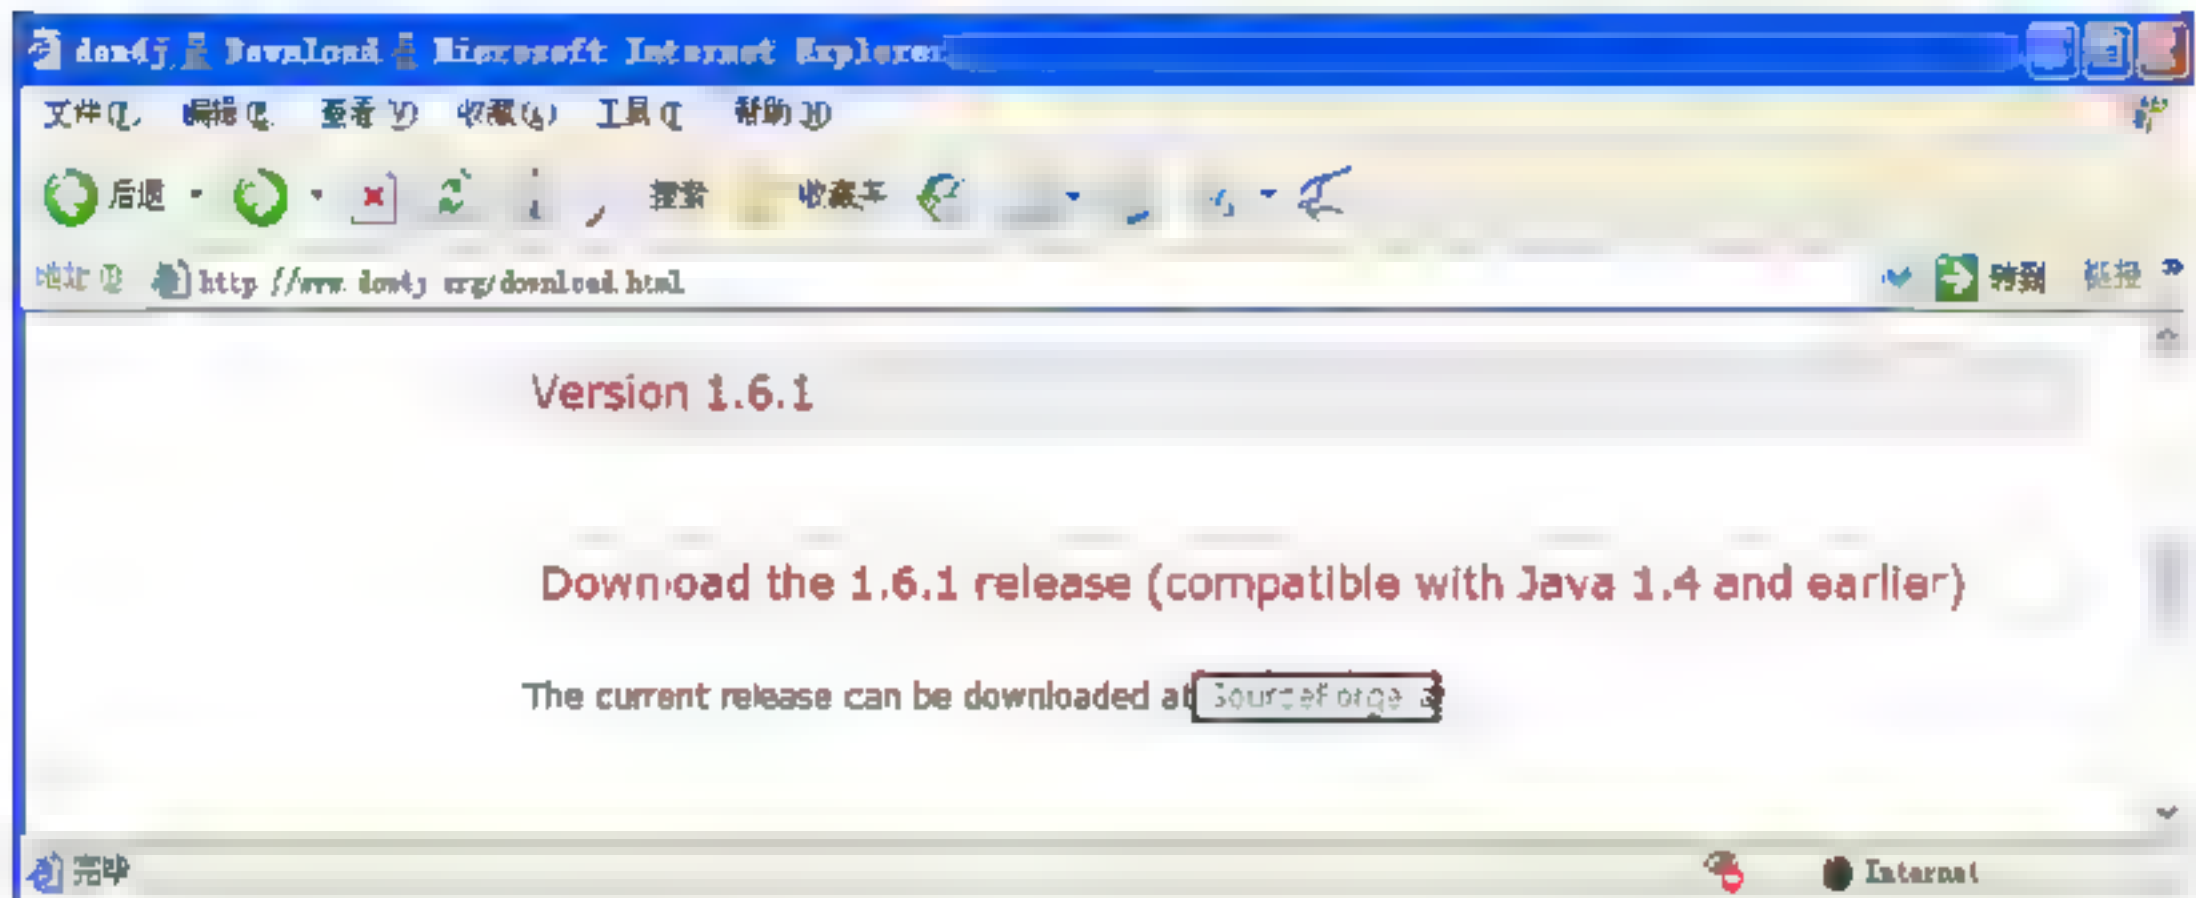 dom4j - Download - Microsoft Internet Explorer
文件(F) 编辑(E) 查看(V) 收藏(A) 工具(T) 帮助(H)
后退 搜索 收藏夹
地址(D) http://www.dom4j.org/download.html 转到 链接 »
Version 1.6.1
Download the 1.6.1 release (compatible with Java 1.4 and earlier)
The current release can be downloaded at SourceForge
完毕 Internet